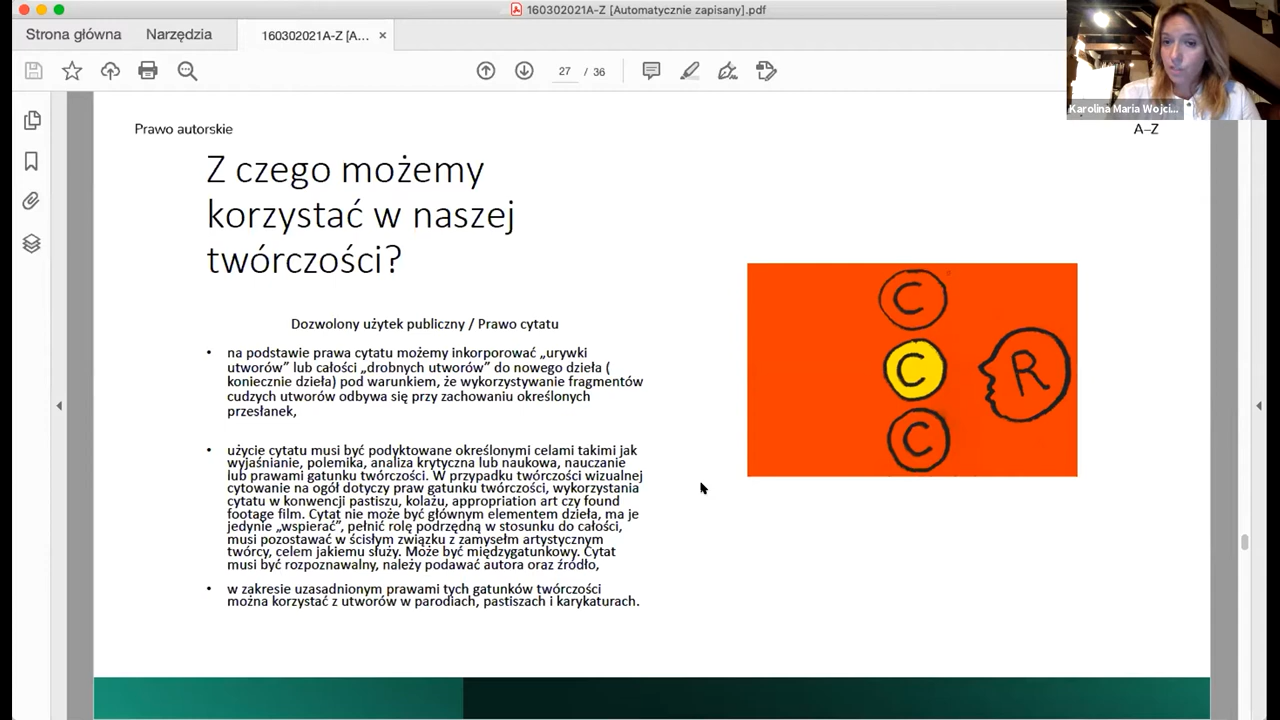 160302021A-Z [Automatycznie zapisany].pdf
Strona główna
Narzędzia
160302021A-Z [A...
27 / 36
Karolina Maria Wojci...
Prawo autorskie
A–Z
Z czego możemy
korzystać w naszej
twórczości?
Dozwolony użytek publiczny / Prawo cytatu
• na podstawie prawa cytatu możemy inkorporować „urywki
utworów” lub całości „drobnych utworów” do nowego dzieła (
koniecznie dzieła) pod warunkiem, że wykorzystywanie fragmentów
cudzych utworów odbywa się przy zachowaniu określonych
przesłanek,
• użycie cytatu musi być podyktowane określonymi celami takimi jak
wyjaśnianie, polemika, analiza krytyczna lub naukowa, nauczanie
lub prawami gatunku twórczości. W przypadku twórczości wizualnej
cytowanie na ogół dotyczy praw gatunku twórczości, wykorzystania
cytatu w konwencji pastiszu, kolażu, appropriation art czy found
footage film. Cytat nie może być głównym elementem dzieła, ma je
jedynie „wspierać”, pełnić rolę podrzędną w stosunku do całości,
musi pozostawać w ścisłym związku z zamysłem artystycznym
twórcy, celem jakiemu służy. Może być międzygatunkowy. Cytat
musi być rozpoznawalny, należy podawać autora oraz źródło,
• w zakresie uzasadnionym prawami tych gatunków twórczości
można korzystać z utworów w parodiach, pastiszach i karykaturach.
C
C
R
C